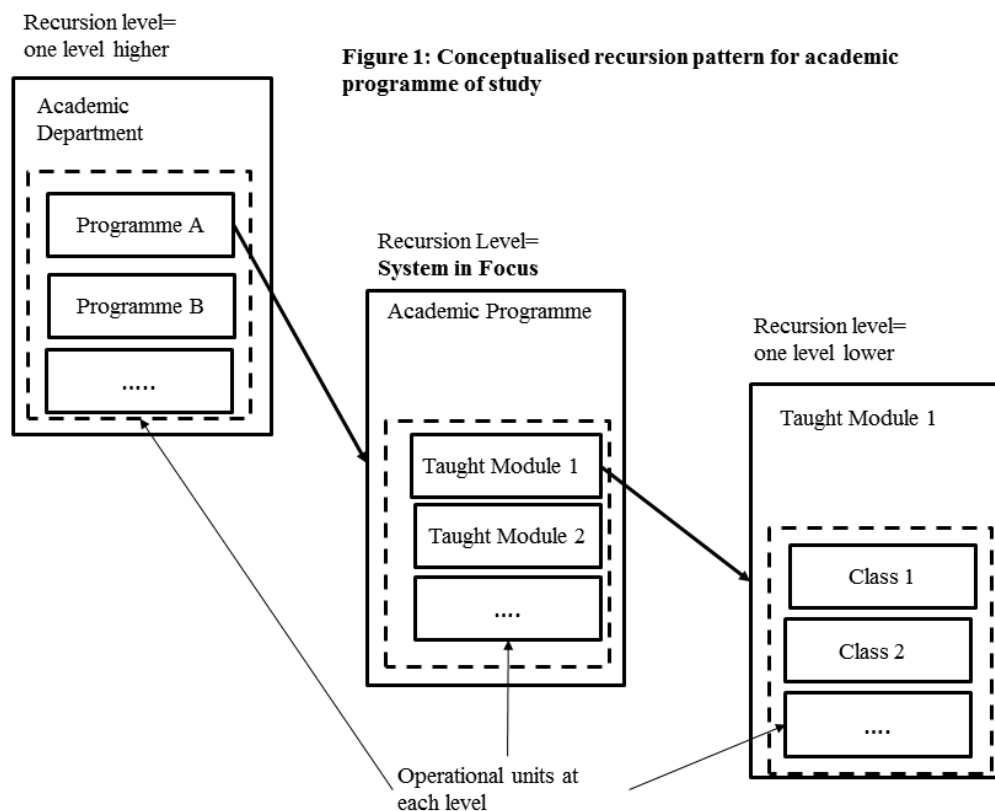 Recursion level=
one level higher
Figure 1: Conceptualised recursion pattern for academic
programme of study
Academic
Department
Programme A
Programme B
.....
Recursion Level=
System in Focus
Academic Programme
Taught Module 1
Taught Module 2
....
Recursion level=
one level lower
Taught Module 1
Class 1
Class 2
....
Operational units at
each level